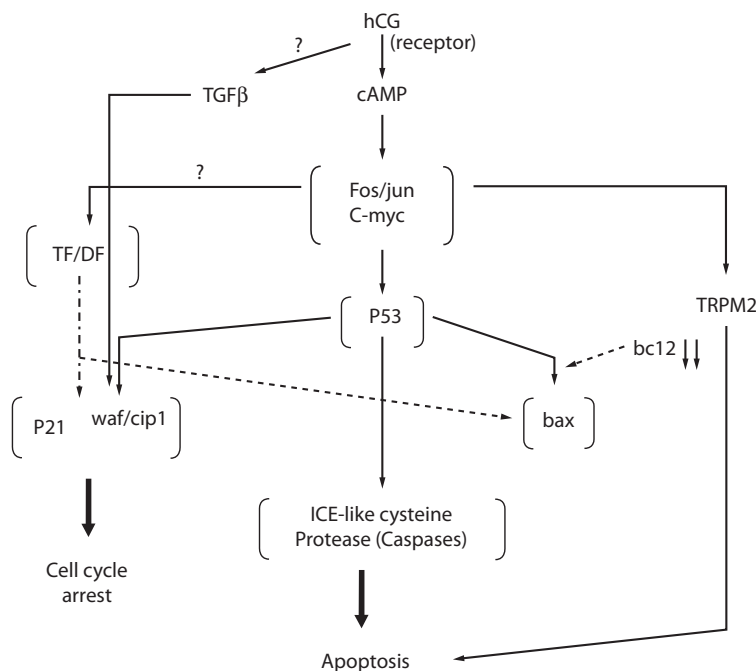 hCG
(receptor)
?
TGFβ
cAMP
?
Fos/jun
C-myc
TF/DF
P53
TRPM2
bc12
P21
waf/cip1
bax
ICE-like cysteine
Protease (Caspases)
Cell cycle
arrest
Apoptosis